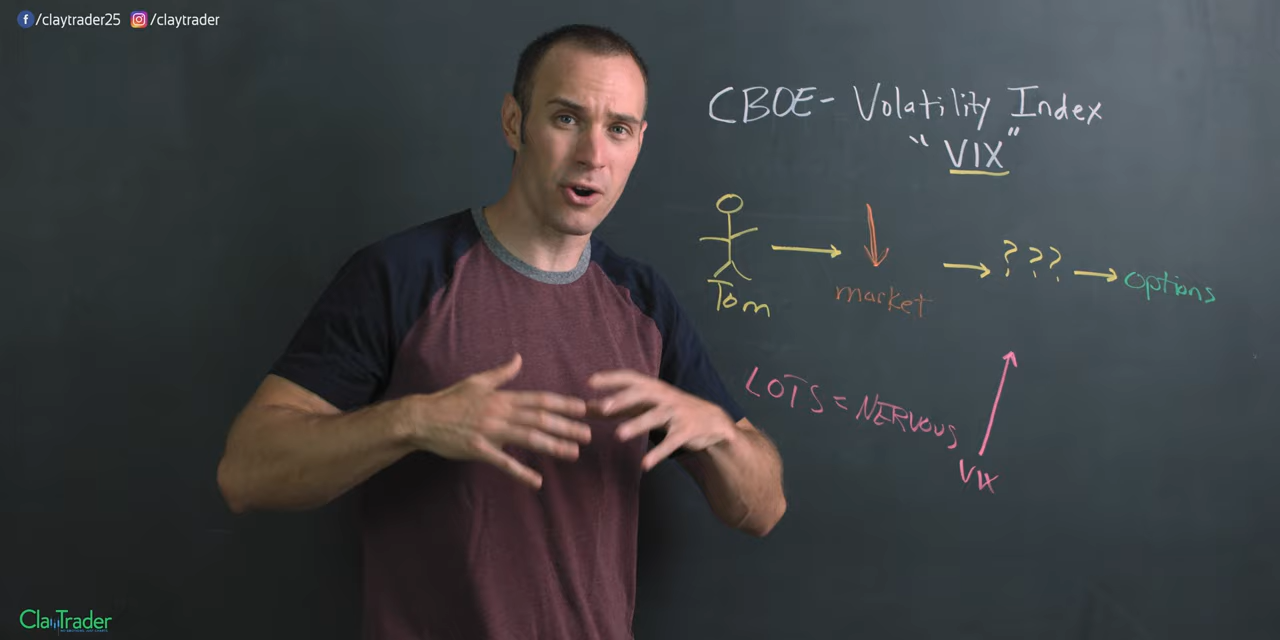 /claytrader25 /claytrader
CBOE- Volatility Index
"VIX"
Tom
market
???
options
LOTS = NERVOUS
VIX
ClayTrader